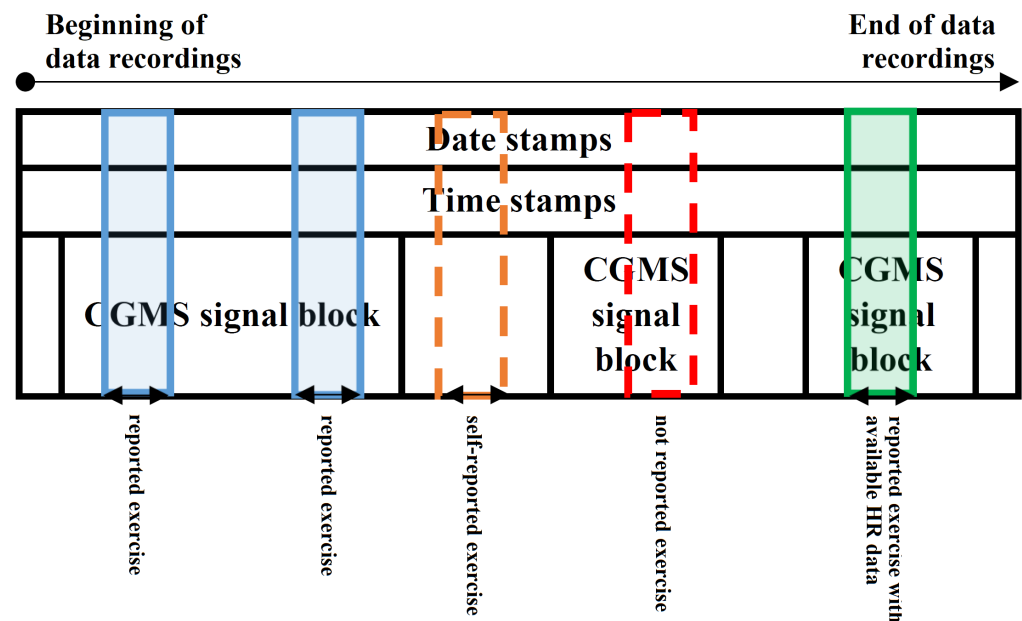 Beginning of
data recordings
End of data
recordings
Date stamps
Time stamps
CGMS signal block
CGMS
signal
block
CGMS
signal
block
reported exercise
reported exercise
self-reported exercise
not reported exercise
reported exercise with
available HR data